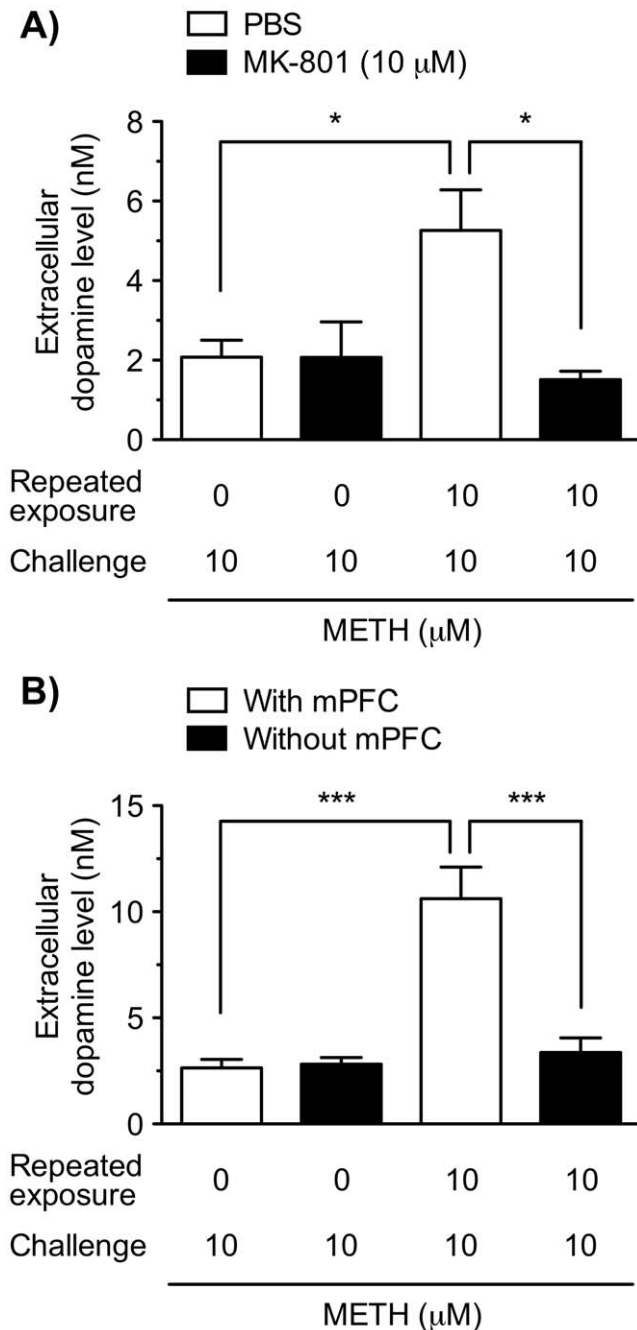 A)
PBS
MK-801 (10 μM)
Extracellular
dopamine level (nM)
8
6
4
2
0
* *
Repeated
exposure
0 0 10 10
Challenge 10 10 10 10
METH (μM)
B)
With mPFC
Without mPFC
Extracellular
dopamine level (nM)
15
10
5
0
*** ***
Repeated
exposure
0 0 10 10
Challenge 10 10 10 10
METH (μM)